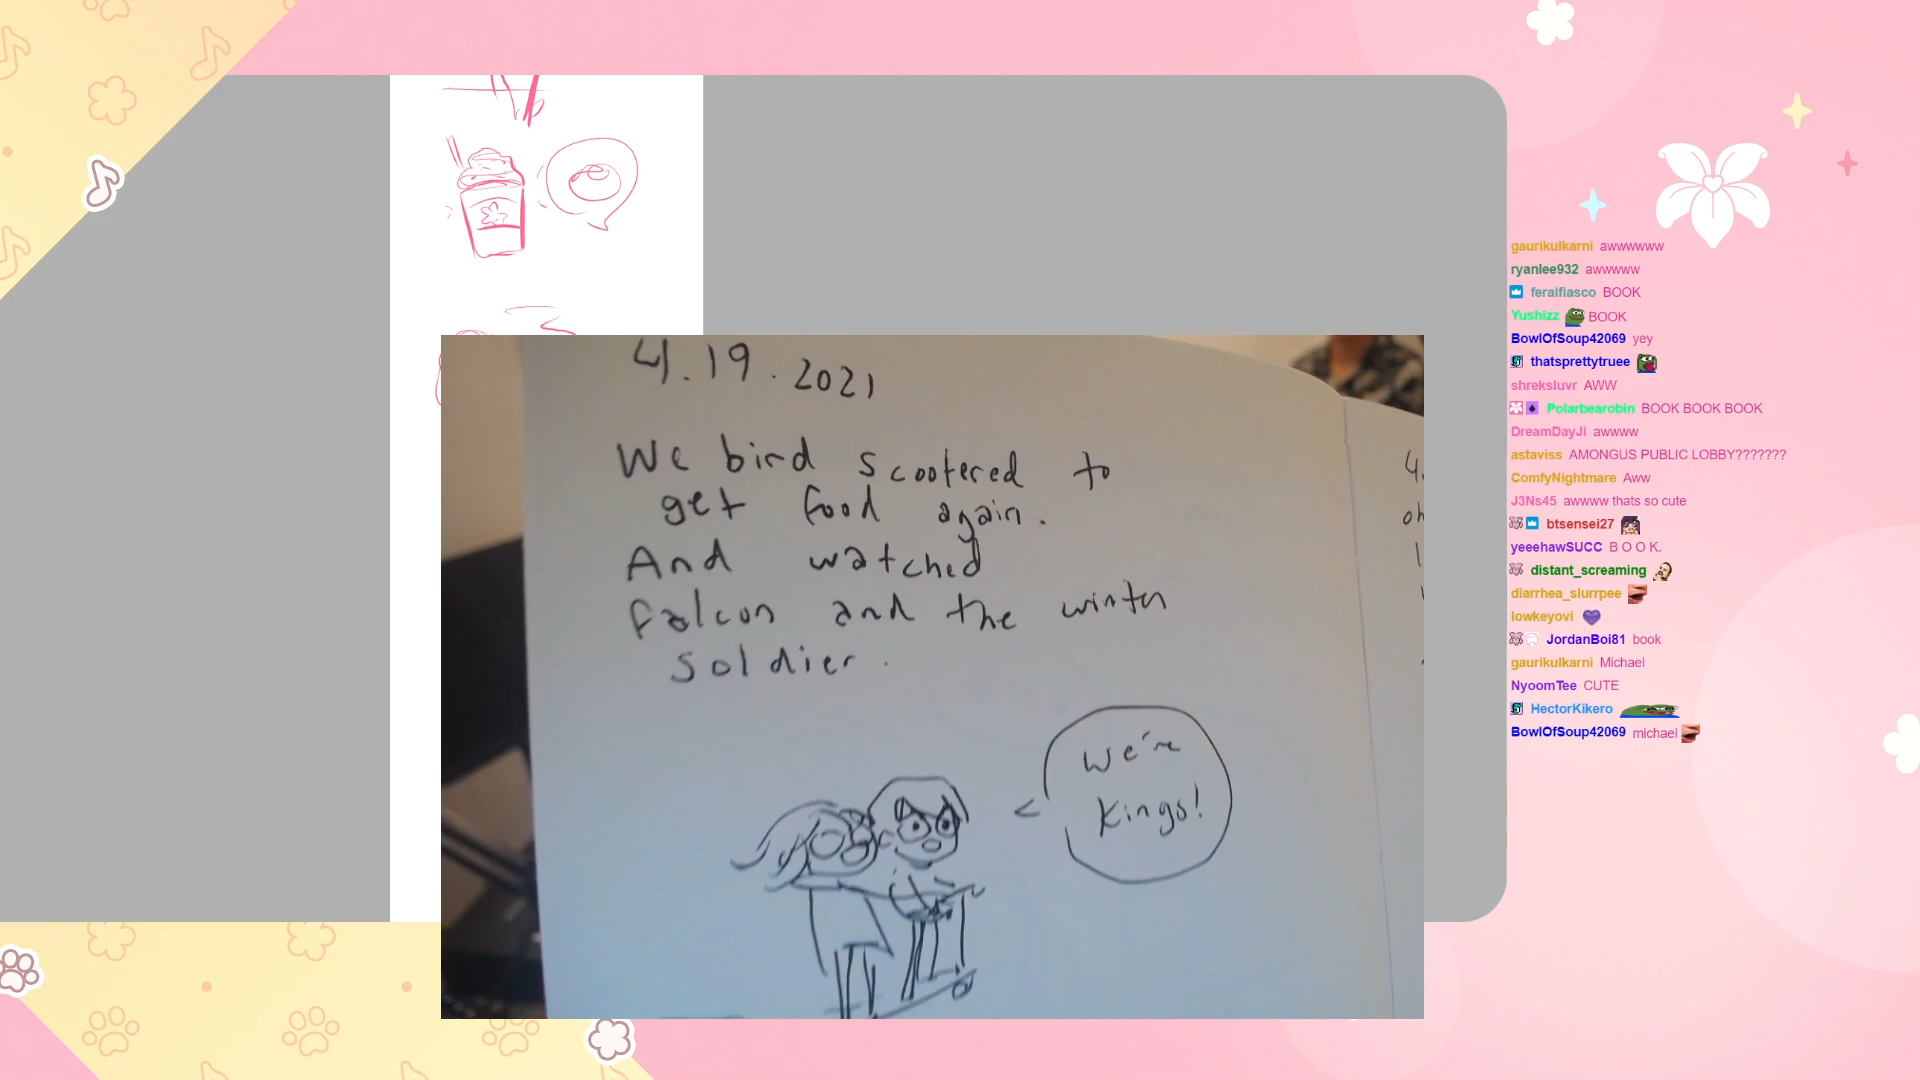 4.19.2021
We bird scootered to
get food again.
And watched
falcon and the winter
soldier.
We're
kings!
4.
oh
gaurikulkarni awwwwww
ryanlee932 awwwww
feralfiasco BOOK
Yushizz BOOK
BowlOfSoup42069 yey
thatsprettytruee
shreksluvr AWW
Polarbearobin BOOK BOOK BOOK
DreamDayJi awwww
astaviss AMONGUS PUBLIC LOBBY???????
ComfyNightmare Aww
J3Ns45 awwww thats so cute
btsensei27
yeeehawSUCC B O O K.
distant_screaming
diarrhea_slurrpee
lowkeyovi
JordanBoi81 book
gaurikulkarni Michael
NyoomTee CUTE
HectorKikero
BowlOfSoup42069 michael